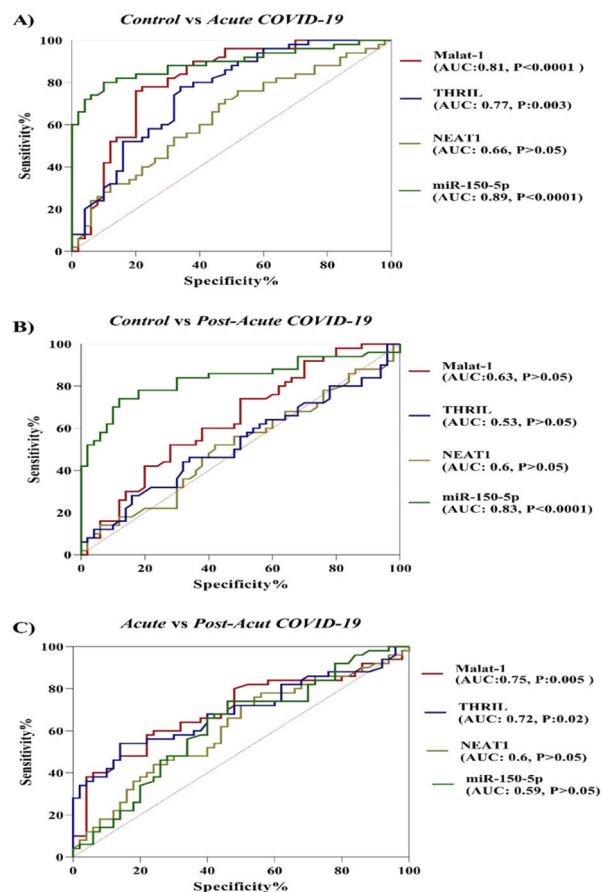 A)
Control vs Acute COVID-19
Sensitivity%
100
80
60
40
20
0
0 20 40 60 80 100
Specificity%
Malat-1
(AUC:0.81, P<0.0001 )
THRIL
(AUC: 0.77, P:0.003)
NEAT1
(AUC: 0.66, P>0.05)
miR-150-5p
(AUC: 0.89, P<0.0001)
B)
Control vs Post-Acute COVID-19
Sensitivity%
100
80
60
40
20
0
0 20 40 60 80 100
Specificity%
Malat-1
(AUC:0.63, P>0.05)
THRIL
(AUC: 0.53, P>0.05)
NEAT1
(AUC: 0.6, P>0.05)
miR-150-5p
(AUC: 0.83, P<0.0001)
C)
Acute vs Post-Acut COVID-19
Sensitivity%
100
80
60
40
20
0
0 20 40 60 80 100
Specificity%
Malat-1
(AUC:0.75, P:0.005 )
THRIL
(AUC: 0.72, P:0.02)
NEAT1
(AUC: 0.6, P>0.05)
miR-150-5p
(AUC: 0.59, P>0.05)